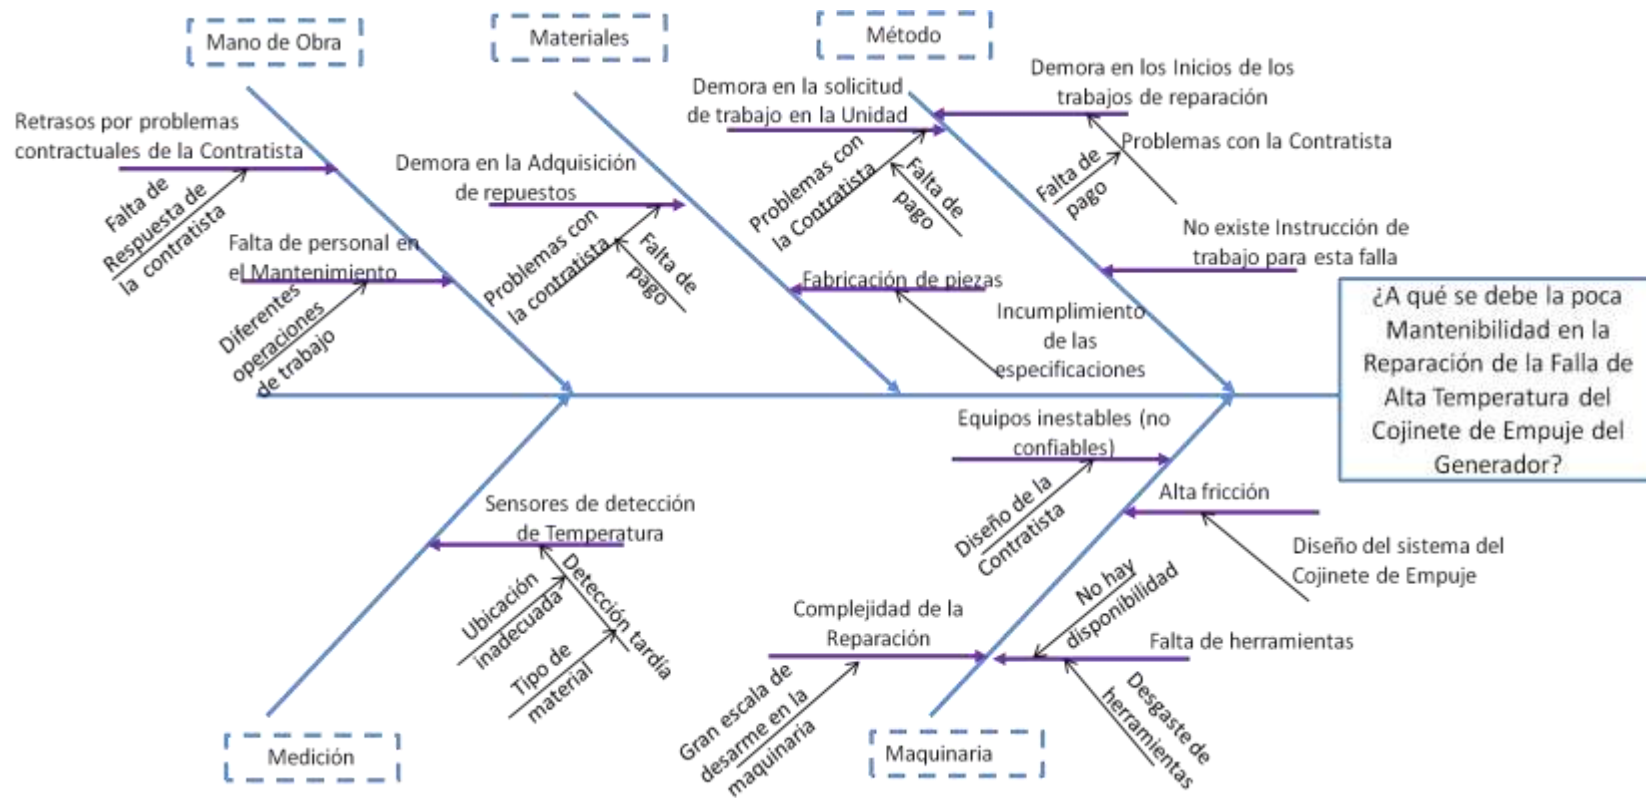 Mano de Obra
Materiales
Método
Retrasos por problemas
contractuales de la Contratista
Falta de
Respuesta de
la contratista
Falta de personal en
el Mantenimiento
Diferentes
operaciones
de trabajo
Demora en la Adquisición
de repuestos
Problemas con
la contratista
Falta de
pago
Fabricación de piezas
Incumplimiento
de las
especificaciones
Demora en la solicitud
de trabajo en la Unidad
Problemas con
la Contratista
Falta de
pago
Demora en los Inicios de los
trabajos de reparación
Problemas con la Contratista
Falta de
pago
No existe Instrucción de
trabajo para esta falla
¿A qué se debe la poca
Mantenibilidad en la
Reparación de la Falla de
Alta Temperatura del
Cojinete de Empuje del
Generador?
Sensores de detección
de Temperatura
Detección tardía
Ubicación
inadecuada
Tipo de
material
Medición
Equipos inestables (no
confiables)
Diseño de la
Contratista
Alta fricción
Diseño del sistema del
Cojinete de Empuje
Complejidad de la
Reparación
Gran escala de
desarme en la
maquinaria
No hay
disponibilidad
Falta de herramientas
Desgaste de
herramientas
Maquinaria